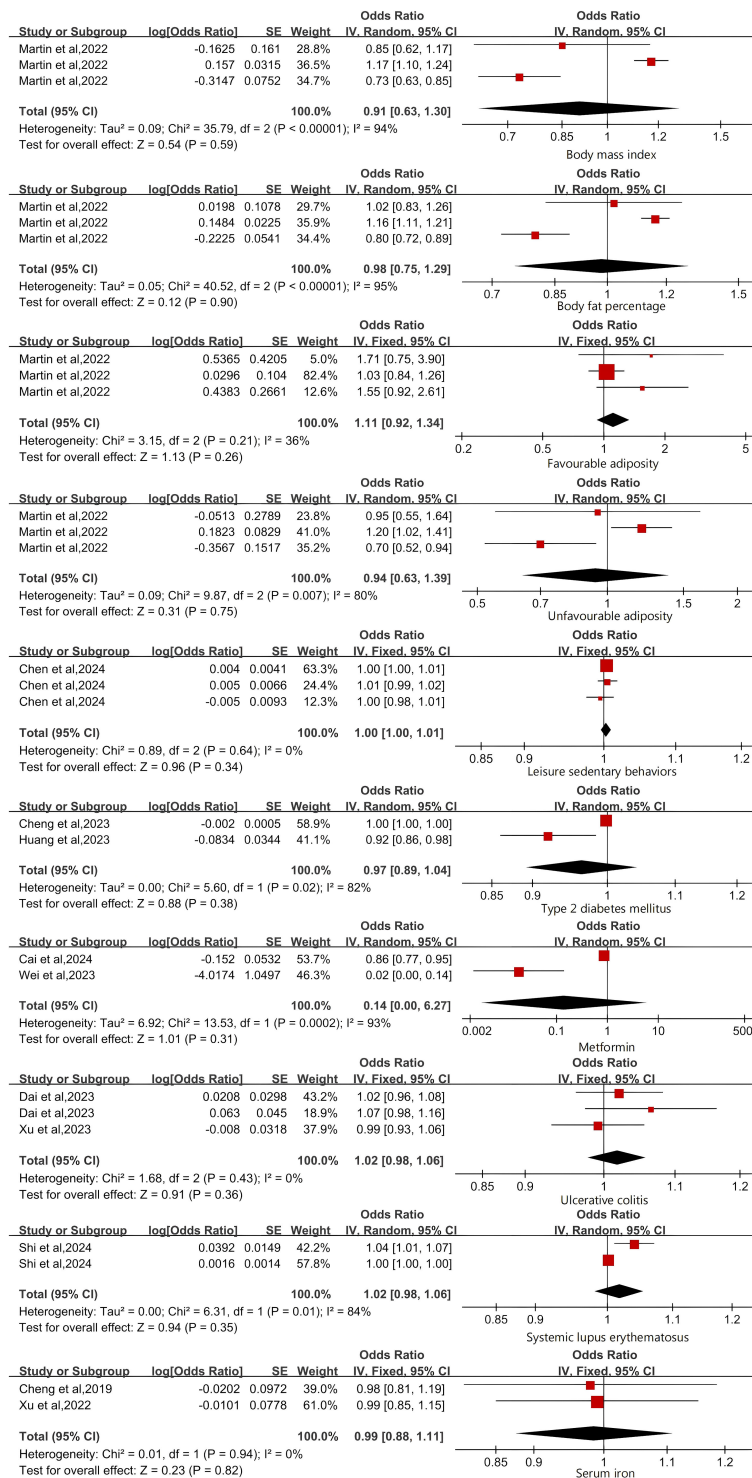 Odds Ratio Odds Ratio
Study or Subgroup log[Odds Ratio] SE Weight IV, Random, 95% CI IV, Random, 95% CI
Martin et al,2022 -0.1625 0.161 28.8% 0.85 [0.62, 1.17]
Martin et al,2022 0.157 0.0315 36.5% 1.17 [1.10, 1.24]
Martin et al,2022 -0.3147 0.0752 34.7% 0.73 [0.63, 0.85]
Total (95% CI) 100.0% 0.91 [0.63, 1.30]
Heterogeneity: Tau² = 0.09; Chi² = 35.79, df = 2 (P < 0.00001); I² = 94%
Test for overall effect: Z = 0.54 (P = 0.59)
0.7 0.85 1 1.2 1.5
Body mass index
Odds Ratio Odds Ratio
Study or Subgroup log[Odds Ratio] SE Weight IV, Random, 95% CI IV, Random, 95% CI
Martin et al,2022 0.0198 0.1078 29.7% 1.02 [0.83, 1.26]
Martin et al,2022 0.1484 0.0225 35.9% 1.16 [1.11, 1.21]
Martin et al,2022 -0.2225 0.0541 34.4% 0.80 [0.72, 0.89]
Total (95% CI) 100.0% 0.98 [0.75, 1.29]
Heterogeneity: Tau² = 0.05; Chi² = 40.52, df = 2 (P < 0.00001); I² = 95%
Test for overall effect: Z = 0.12 (P = 0.90)
0.7 0.85 1 1.2 1.5
Body fat percentage
Odds Ratio Odds Ratio
Study or Subgroup log[Odds Ratio] SE Weight IV, Fixed, 95% CI IV, Fixed, 95% CI
Martin et al,2022 0.5365 0.4205 5.0% 1.71 [0.75, 3.90]
Martin et al,2022 0.0296 0.104 82.4% 1.03 [0.84, 1.26]
Martin et al,2022 0.4383 0.2661 12.6% 1.55 [0.92, 2.61]
Total (95% CI) 100.0% 1.11 [0.92, 1.34]
Heterogeneity: Chi² = 3.15, df = 2 (P = 0.21); I² = 36%
Test for overall effect: Z = 1.13 (P = 0.26)
0.2 0.5 1 2 5
Favourable adiposity
Odds Ratio Odds Ratio
Study or Subgroup log[Odds Ratio] SE Weight IV, Random, 95% CI IV, Random, 95% CI
Martin et al,2022 -0.0513 0.2789 23.8% 0.95 [0.55, 1.64]
Martin et al,2022 0.1823 0.0829 41.0% 1.20 [1.02, 1.41]
Martin et al,2022 -0.3567 0.1517 35.2% 0.70 [0.52, 0.94]
Total (95% CI) 100.0% 0.94 [0.63, 1.39]
Heterogeneity: Tau² = 0.09; Chi² = 9.87, df = 2 (P = 0.007); I² = 80%
Test for overall effect: Z = 0.31 (P = 0.75)
0.5 0.7 1 1.5 2
Unfavourable adiposity
Odds Ratio Odds Ratio
Study or Subgroup log[Odds Ratio] SE Weight IV, Fixed, 95% CI IV, Fixed, 95% CI
Chen et al,2024 0.004 0.0041 63.3% 1.00 [1.00, 1.01]
Chen et al,2024 0.005 0.0066 24.4% 1.01 [0.99, 1.02]
Chen et al,2024 -0.005 0.0093 12.3% 1.00 [0.98, 1.01]
Total (95% CI) 100.0% 1.00 [1.00, 1.01]
Heterogeneity: Chi² = 0.89, df = 2 (P = 0.64); I² = 0%
Test for overall effect: Z = 0.96 (P = 0.34)
0.85 0.9 1 1.1 1.2
Leisure sedentary behaviors
Odds Ratio Odds Ratio
Study or Subgroup log[Odds Ratio] SE Weight IV, Random, 95% CI IV, Random, 95% CI
Cheng et al,2023 -0.002 0.0005 58.9% 1.00 [1.00, 1.00]
Huang et al,2023 -0.0834 0.0344 41.1% 0.92 [0.86, 0.98]
Total (95% CI) 100.0% 0.97 [0.89, 1.04]
Heterogeneity: Tau² = 0.00; Chi² = 5.60, df = 1 (P = 0.02); I² = 82%
Test for overall effect: Z = 0.88 (P = 0.38)
0.85 0.9 1 1.1 1.2
Type 2 diabetes mellitus
Odds Ratio Odds Ratio
Study or Subgroup log[Odds Ratio] SE Weight IV, Random, 95% CI IV, Random, 95% CI
Cai et al,2024 -0.152 0.0532 53.7% 0.86 [0.77, 0.95]
Wei et al,2023 -4.0174 1.0497 46.3% 0.02 [0.00, 0.14]
Total (95% CI) 100.0% 0.14 [0.00, 6.27]
Heterogeneity: Tau² = 6.92; Chi² = 13.53, df = 1 (P = 0.0002); I² = 93%
Test for overall effect: Z = 1.01 (P = 0.31)
0.002 0.1 1 10 500
Metformin
Odds Ratio Odds Ratio
Study or Subgroup log[Odds Ratio] SE Weight IV, Fixed, 95% CI IV, Fixed, 95% CI
Dai et al,2023 0.0208 0.0298 43.2% 1.02 [0.96, 1.08]
Dai et al,2023 0.063 0.045 18.9% 1.07 [0.98, 1.16]
Xu et al,2023 -0.008 0.0318 37.9% 0.99 [0.93, 1.06]
Total (95% CI) 100.0% 1.02 [0.98, 1.06]
Heterogeneity: Chi² = 1.68, df = 2 (P = 0.43); I² = 0%
Test for overall effect: Z = 0.91 (P = 0.36)
0.85 0.9 1 1.1 1.2
Ulcerative colitis
Odds Ratio Odds Ratio
Study or Subgroup log[Odds Ratio] SE Weight IV, Random, 95% CI IV, Random, 95% CI
Shi et al,2024 0.0392 0.0149 42.2% 1.04 [1.01, 1.07]
Shi et al,2024 0.0016 0.0014 57.8% 1.00 [1.00, 1.00]
Total (95% CI) 100.0% 1.02 [0.98, 1.06]
Heterogeneity: Tau² = 0.00; Chi² = 6.31, df = 1 (P = 0.01); I² = 84%
Test for overall effect: Z = 0.94 (P = 0.35)
0.85 0.9 1 1.1 1.2
Systemic lupus erythematosus
Odds Ratio Odds Ratio
Study or Subgroup log[Odds Ratio] SE Weight IV, Fixed, 95% CI IV, Fixed, 95% CI
Cheng et al,2019 -0.0202 0.0972 39.0% 0.98 [0.81, 1.19]
Xu et al,2022 -0.0101 0.0778 61.0% 0.99 [0.85, 1.15]
Total (95% CI) 100.0% 0.99 [0.88, 1.11]
Heterogeneity: Chi² = 0.01, df = 1 (P = 0.94); I² = 0%
Test for overall effect: Z = 0.23 (P = 0.82)
0.85 0.9 1 1.1 1.2
Serum iron